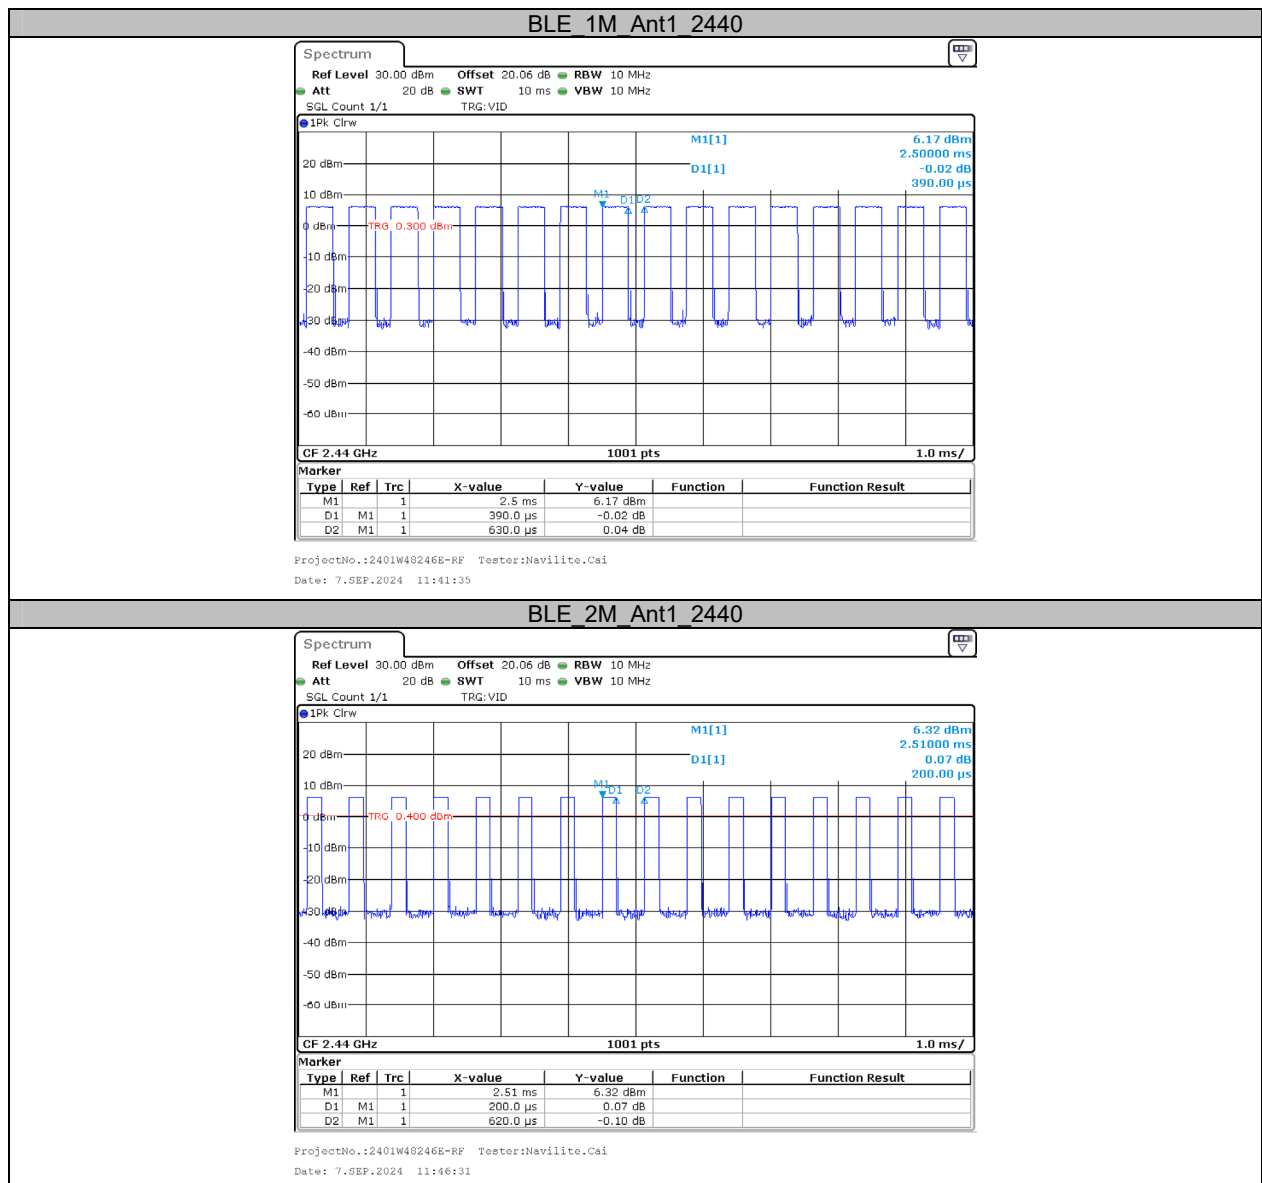 BLE_1M_Ant1_2440
Spectrum
Ref Level 30.00 dBm Offset 20.06 dB RBW 10 MHz
Att 20 dB SWT 10 ms VBW 10 MHz
SGL Count 1/1 TRG:VID
1Pk Clrw
M1[1] 6.17 dBm
2.50000 ms
20 dBm
D1[1] -0.02 dB
390.00 µs
10 dBm
M1 D1 D2
0 dBm TRG 0.300 dBm
-10 dBm
-20 dBm
-30 dBm
-40 dBm
-50 dBm
-60 dBm
CF 2.44 GHz 1001 pts 1.0 ms/
Marker
Type Ref Trc X-value Y-value Function Function Result
M1 1 2.5 ms 6.17 dBm
D1 M1 1 390.0 µs -0.02 dB
D2 M1 1 630.0 µs 0.04 dB
ProjectNo.:2401W48246E-RF Tester:Navilite.Cai
Date: 7.SEP.2024 11:41:35
BLE_2M_Ant1_2440
Spectrum
Ref Level 30.00 dBm Offset 20.06 dB RBW 10 MHz
Att 20 dB SWT 10 ms VBW 10 MHz
SGL Count 1/1 TRG:VID
1Pk Clrw
M1[1] 6.32 dBm
2.51000 ms
20 dBm
D1[1] 0.07 dB
200.00 µs
10 dBm
M1 D1 D2
0 dBm TRG 0.400 dBm
-10 dBm
-20 dBm
-30 dBm
-40 dBm
-50 dBm
-60 dBm
CF 2.44 GHz 1001 pts 1.0 ms/
Marker
Type Ref Trc X-value Y-value Function Function Result
M1 1 2.51 ms 6.32 dBm
D1 M1 1 200.0 µs 0.07 dB
D2 M1 1 620.0 µs -0.10 dB
ProjectNo.:2401W48246E-RF Tester:Navilite.Cai
Date: 7.SEP.2024 11:46:31